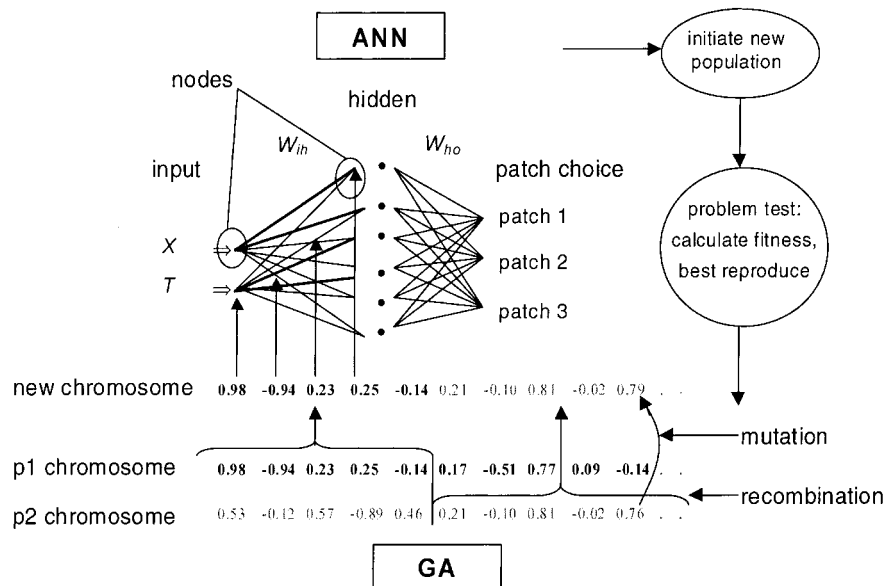 ANN
initiate new
population
nodes
hidden
W_ih
W_ho
input
patch choice
X
T
patch 1
patch 2
patch 3
problem test:
calculate fitness,
best reproduce
new chromosome 0.98 -0.94 0.23 0.25 -0.14 0.21 -0.10 0.81 -0.02 0.79 . .
mutation
p1 chromosome 0.98 -0.94 0.23 0.25 -0.14 0.17 -0.51 0.77 0.09 -0.14 . .
recombination
p2 chromosome 0.53 -0.12 0.57 -0.89 0.46 0.21 -0.10 0.81 -0.02 0.76 . .
GA